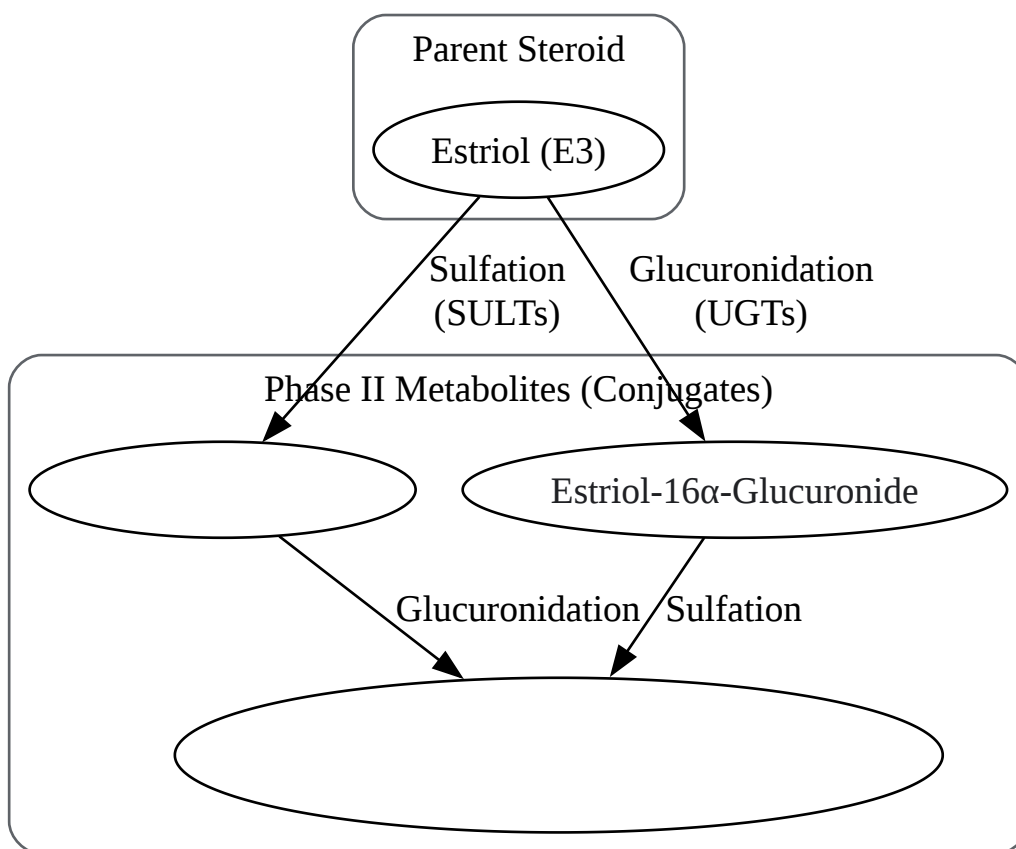 Parent Steroid
Estriol (E3)
Sulfation
(SULTs)
Glucuronidation
(UGTs)
Phase II Metabolites (Conjugates)
Estriol-16α-Glucuronide
Glucuronidation
Sulfation